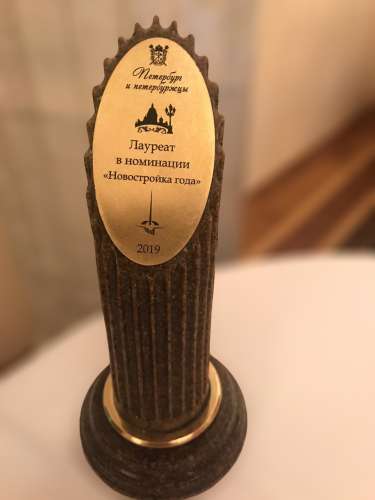 Петербург
и петербуржцы
Лауреат
в номинации
«Новостройка года»
2019